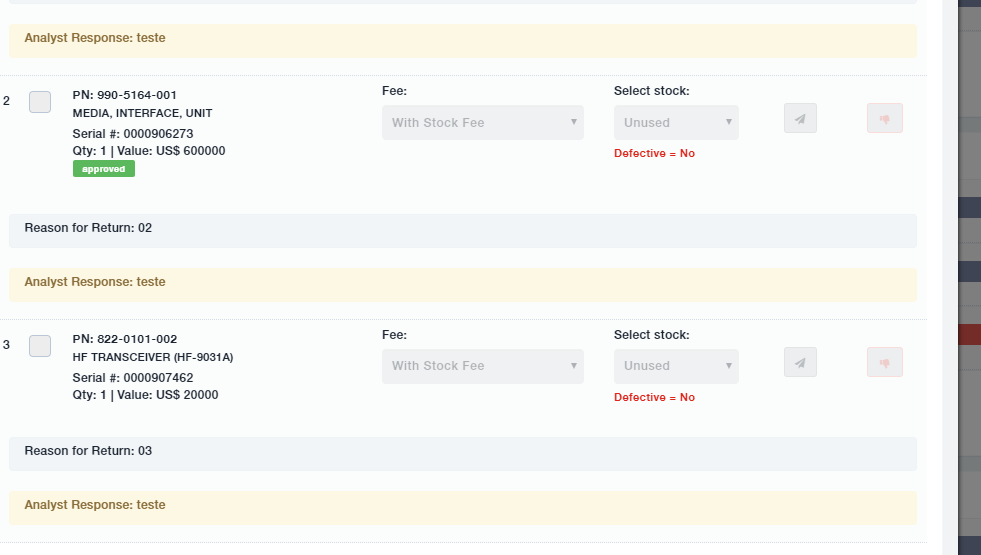 Analyst Response: teste
2
PN: 990-5164-001
MEDIA, INTERFACE, UNIT
Serial #: 0000906273
Qty: 1 | Value: US$ 600000
approved
Fee:
With Stock Fee
Select stock:
Unused
Defective = No
Reason for Return: 02
Analyst Response: teste
3
PN: 822-0101-002
HF TRANSCEIVER (HF-9031A)
Serial #: 0000907462
Qty: 1 | Value: US$ 20000
Fee:
With Stock Fee
Select stock:
Unused
Defective = No
Reason for Return: 03
Analyst Response: teste